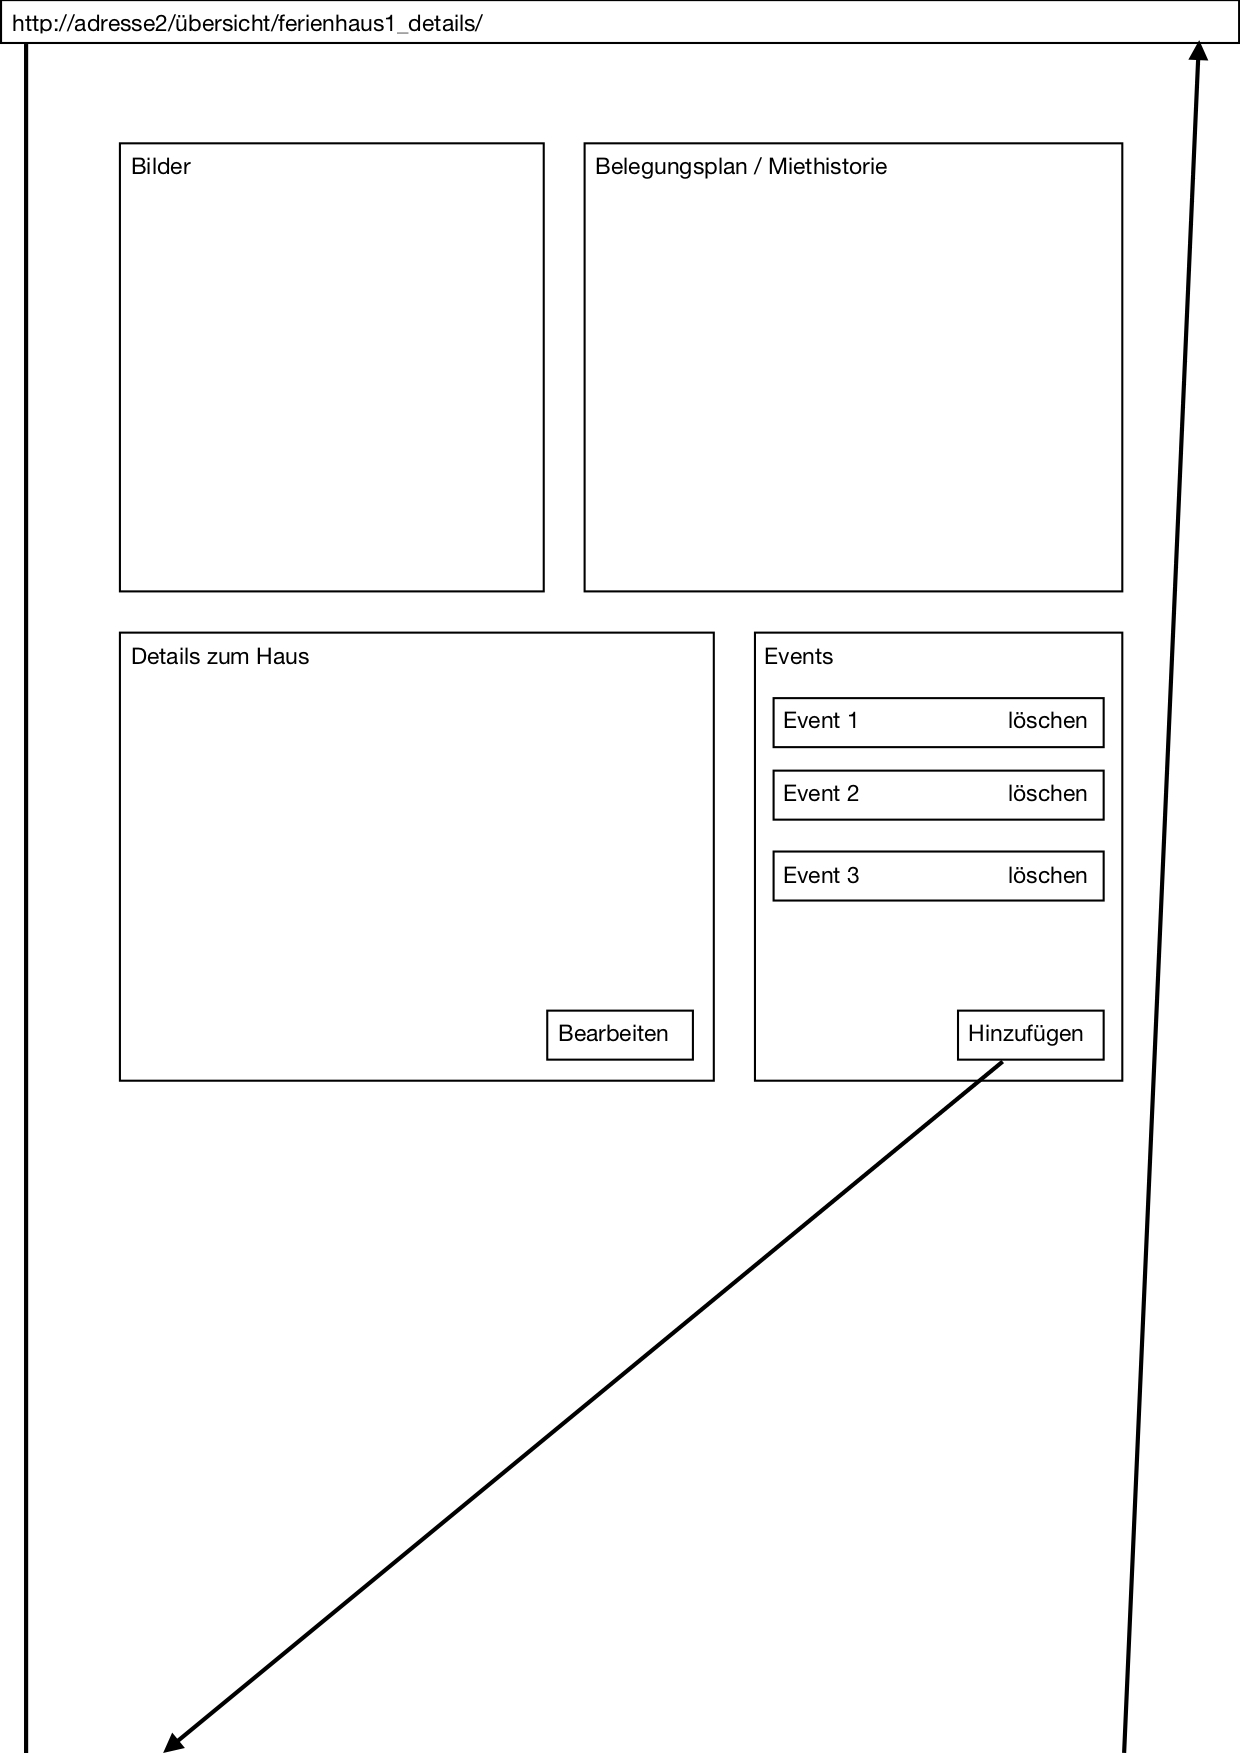 http://adresse2/übersicht/ferienhaus1_details/
Bilder
Belegungsplan / Miethistorie
Details zum Haus
Bearbeiten
Events
Event 1 löschen
Event 2 löschen
Event 3 löschen
Hinzufügen